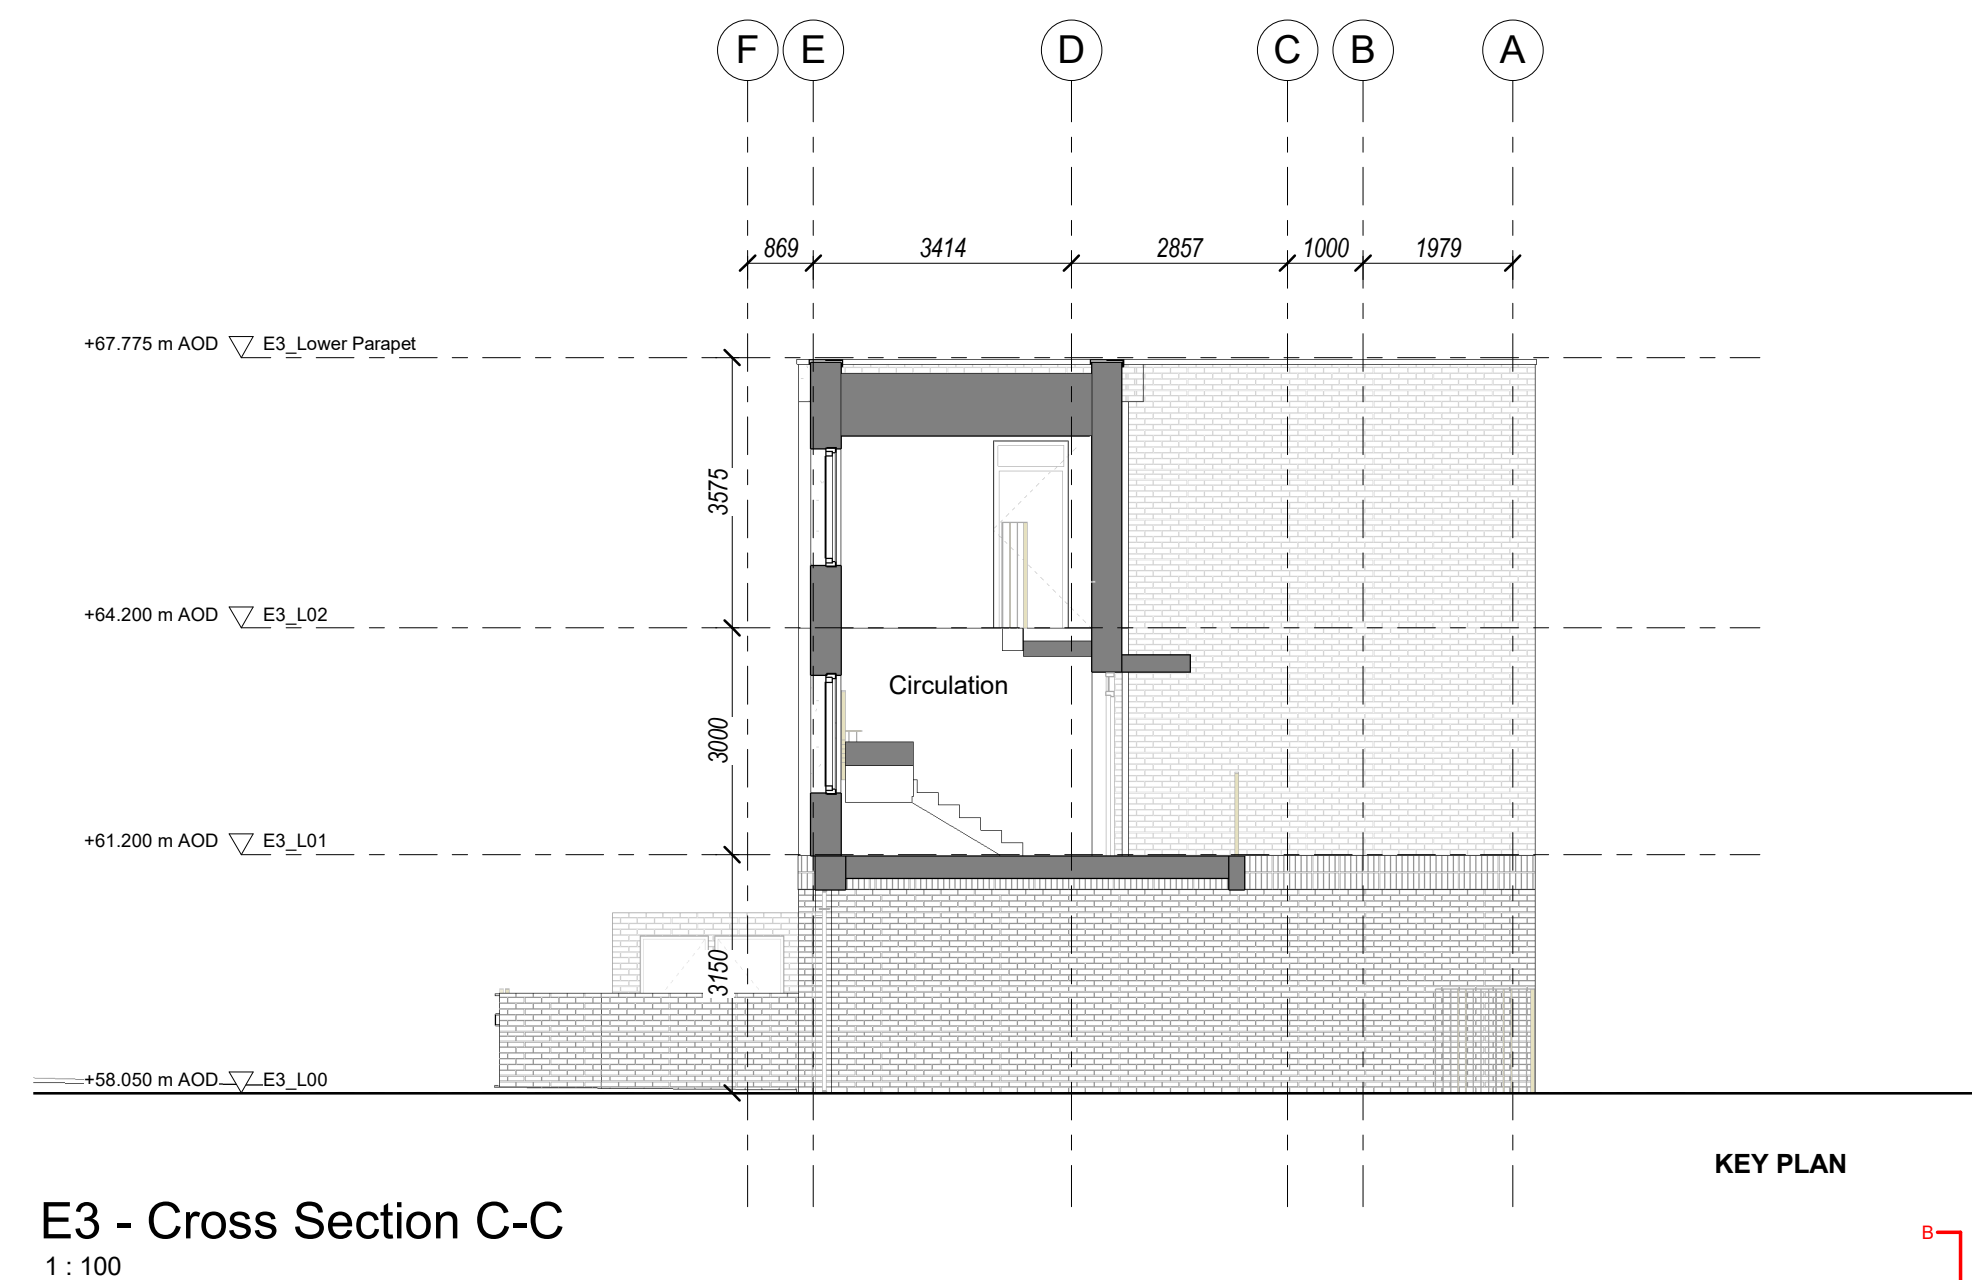 F E D C B A
869 3414 2857 1000 1979
+67.775 m AOD E3_Lower Parapet
3575
+64.200 m AOD E3_L02
Circulation
3000
+61.200 m AOD E3_L01
3150
+58.050 m AOD E3_L00
KEY PLAN
E3 - Cross Section C-C
B
1 : 100